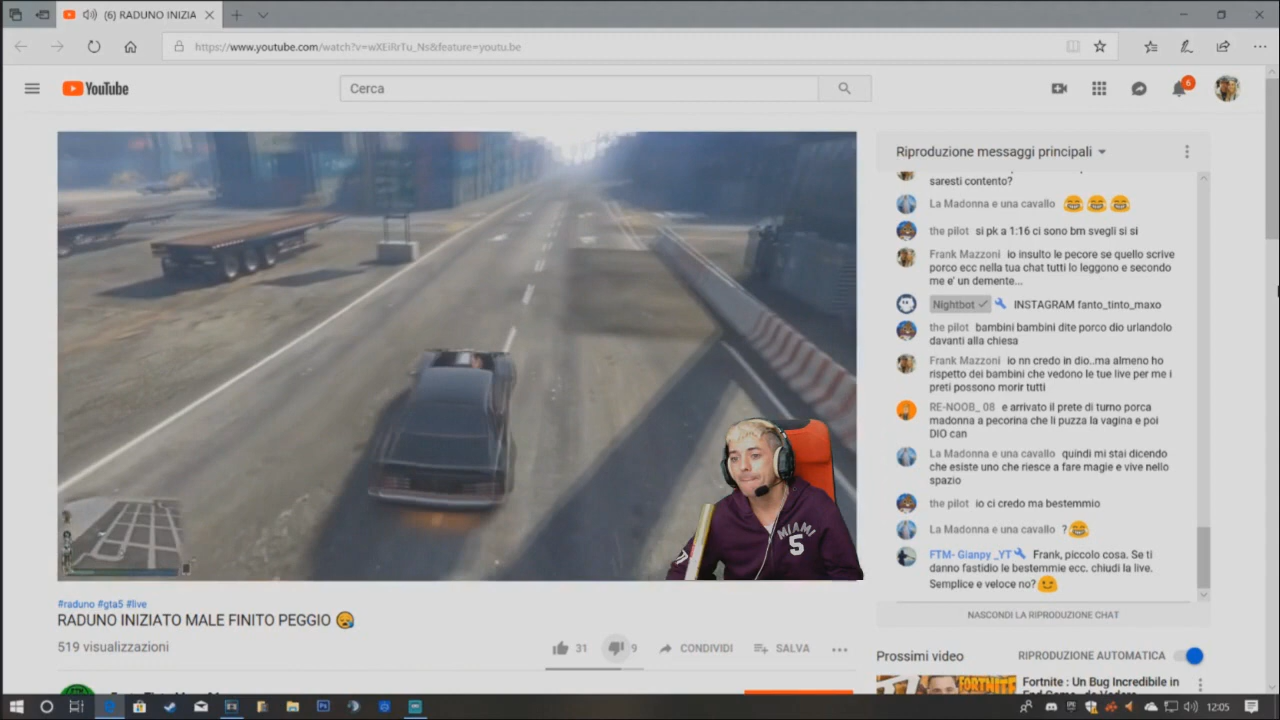 (6) RADUNO INIZIA
https://www.youtube.com/watch?v=wXEiRrTu_Ns&feature=youtu.be
YouTube
Cerca
6
Riproduzione messaggi principali
saresti contento?
La Madonna e una cavallo 😂😂😂
the pilot si pk a 1:16 ci sono brn svegli si si
Frank Mazzoni io insulto le pecore se quello scrive
porco ecc nella tua chat tutti lo leggono e secondo
me e' un demente...
Nightbot INSTAGRAM fanto_tinto_maxo
the pilot bambini bambini dite porco dio urlandolo
davanti alla chiesa
Frank Mazzoni io nn credo in dio..ma almeno ho
rispetto dei bambini che vedono le tue live per me i
preti possono morir tutti
RE-NOOB_ 08 e arrivato il prete di turno porca
madonna a pecorina che li puzza la vagina e poi
DIO can
La Madonna e una cavallo quindi mi stai dicendo
che esiste uno che riesce a fare magie e vive nello
spazio
the pilot io ci credo ma bestemmio
La Madonna e una cavallo ?😂
FTM- Gianpy _YT Frank, piccolo cosa. Se ti
danno fastidio le bestemmie ecc. chiudi la live.
Semplice e veloce no?🙂
NASCONDI LA RIPRODUZIONE CHAT
MIAMI
5
#raduno #gta5 #live
RADUNO INIZIATO MALE FINITO PEGGIO 😪
519 visualizzazioni
31
9
CONDIVIDI
SALVA
Prossimi video
RIPRODUZIONE AUTOMATICA
FORTNITE
Fortnite : Un Bug Incredibile in
12:05